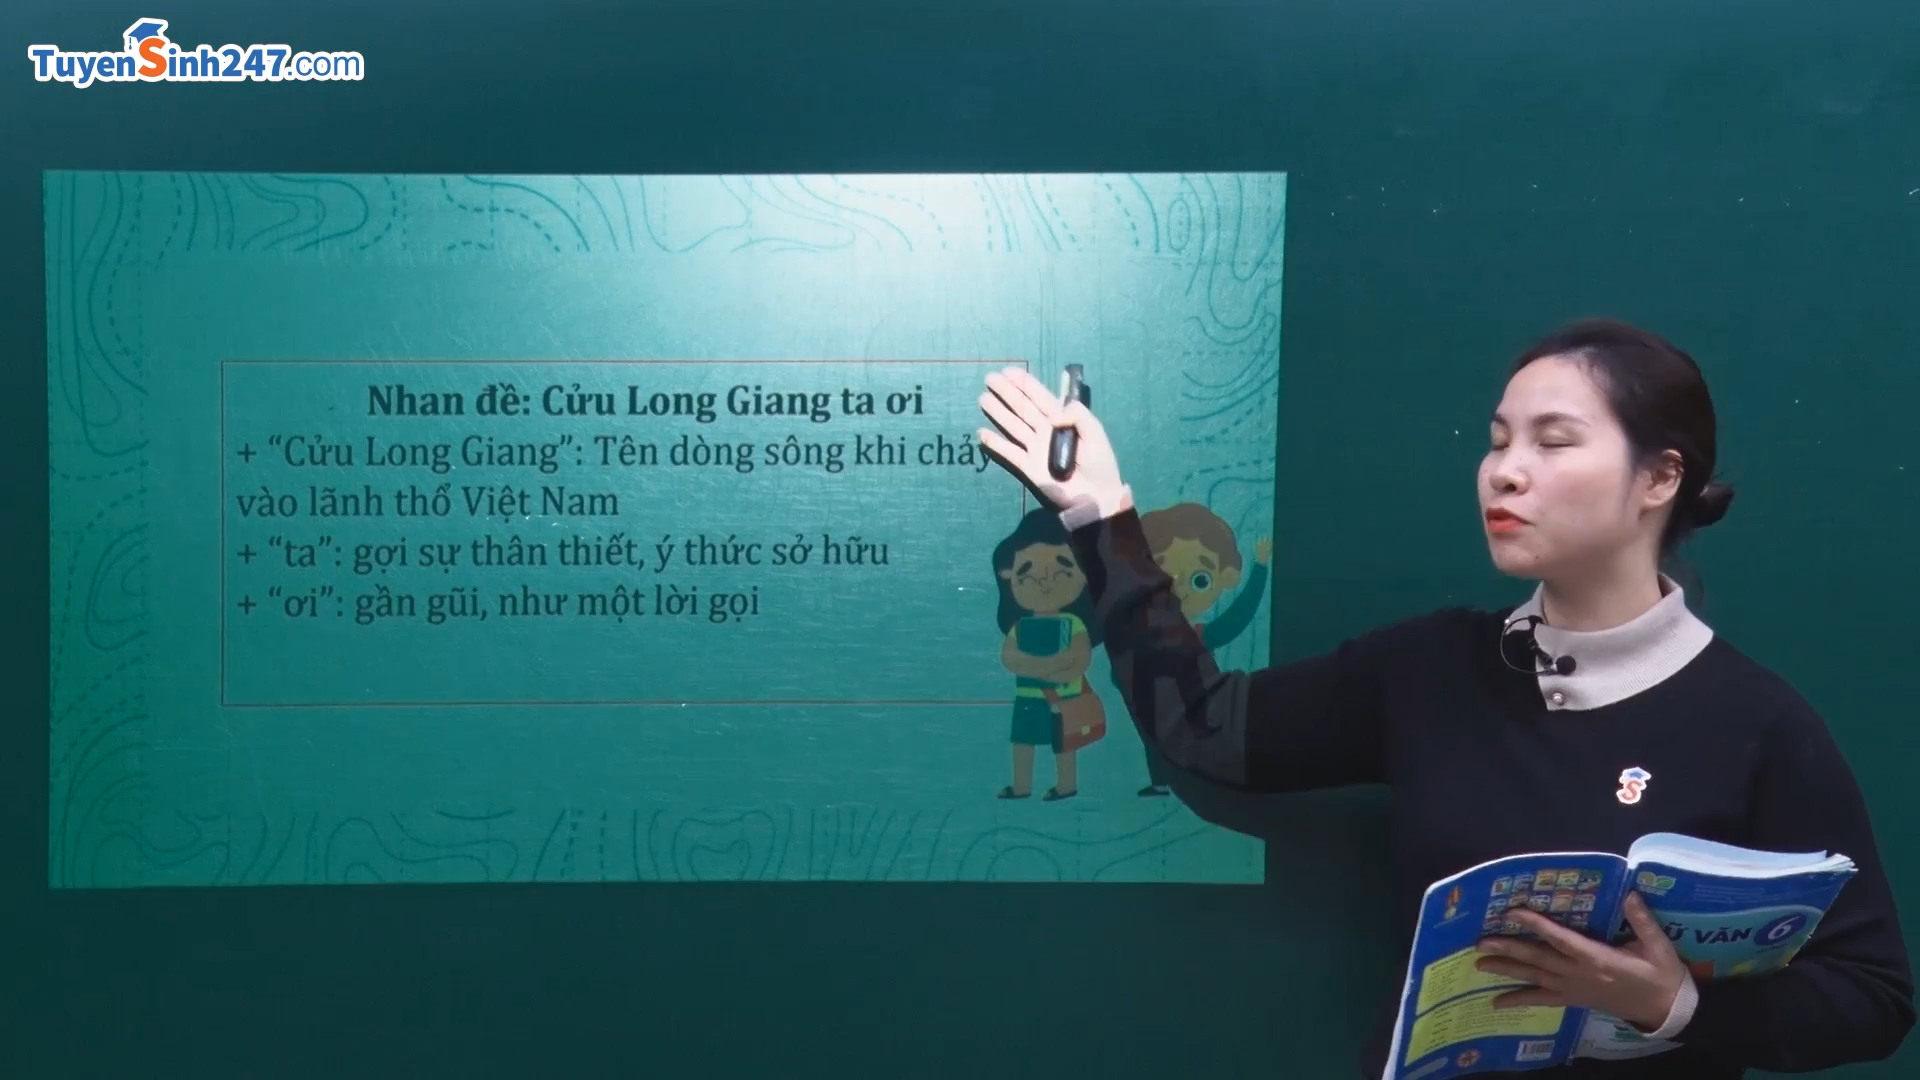 TuyenSinh247.com
Nhan đề: Cửu Long Giang ta ơi
+ “Cửu Long Giang”: Tên dòng sông khi chảy
vào lãnh thổ Việt Nam
+ “ta”: gợi sự thân thiết, ý thức sở hữu
+ “ơi”: gần gũi, như một lời gọi
S
VĂN 6